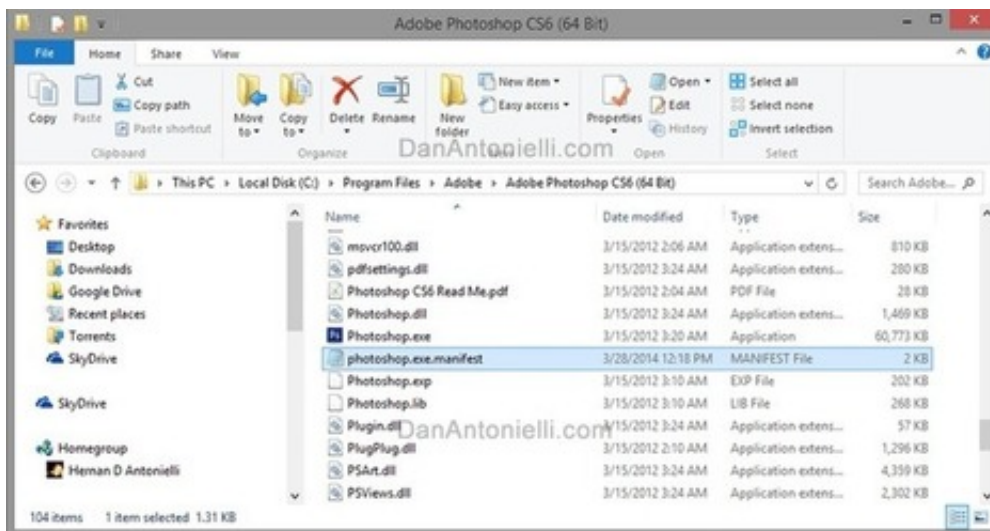 Adobe Photoshop CS6 (64 Bit)
File Home Share View
Copy
Paste
Cut
Copy path
Paste shortcut
Clipboard
Move to
Copy to
Delete
Rename
Organize
New folder
New item
Easy access
New
Properties
Open
Edit
History
Open
Select all
Select none
Invert selection
Select
DanAntonielli.com
This PC Local Disk (C:) Program Files Adobe Adobe Photoshop CS6 (64 Bit) Search Adobe...
Favorites
Desktop
Downloads
Google Drive
Recent places
Torrents
SkyDrive
SkyDrive
Homegroup
Hernan D Antonielli
Name Date modified Type Size
msvcr100.dll 3/15/2012 2:06 AM Application extens... 810 KB
pdfsettings.dll 3/15/2012 3:24 AM Application extens... 280 KB
Photoshop CS6 Read Me.pdf 3/15/2012 2:04 AM PDF File 28 KB
Photoshop.dll 3/15/2012 3:24 AM Application extens... 1,469 KB
Photoshop.exe 3/15/2012 3:20 AM Application 60,773 KB
photoshop.exe.manifest 3/28/2014 12:18 PM MANIFEST File 2 KB
Photoshop.exp 3/15/2012 3:10 AM EXP File 202 KB
Photoshop.lib 3/15/2012 3:10 AM LIB File 268 KB
Plugin.dll 3/15/2012 3:24 AM Application extens... 57 KB
DanAntonielli.com
PlugPlug.dll 3/15/2012 2:10 AM Application extens... 1,296 KB
PSArt.dll 3/15/2012 3:24 AM Application extens... 4,359 KB
PSViews.dll 3/15/2012 3:24 AM Application extens... 2,302 KB
104 items 1 item selected 1.31 KB